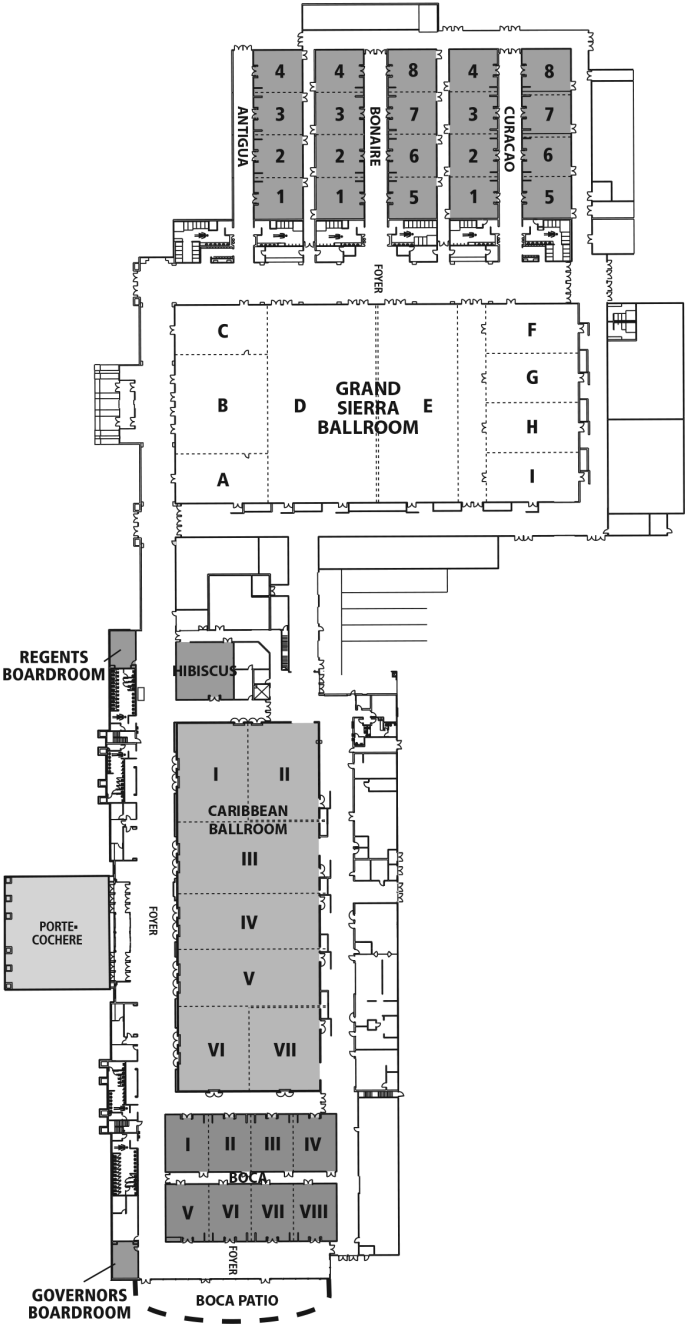 4 4 8 4 8
ANTIGUA
BONAIRE
CURACAO
3 3 7 3 7
2 2 6 2 6
1 1 5 1 5
FOYER
C
F
B
D
GRAND
SIERRA
BALLROOM
E
G
H
A
I
REGENTS
BOARDROOM
HIBISCUS
I
II
CARIBBEAN
BALLROOM
III
FOYER
PORTE-
COCHERE
IV
V
VI
VII
I II III IV
BOCA
V VI VII VIII
FOYER
GOVERNORS
BOARDROOM
BOCA PATIO